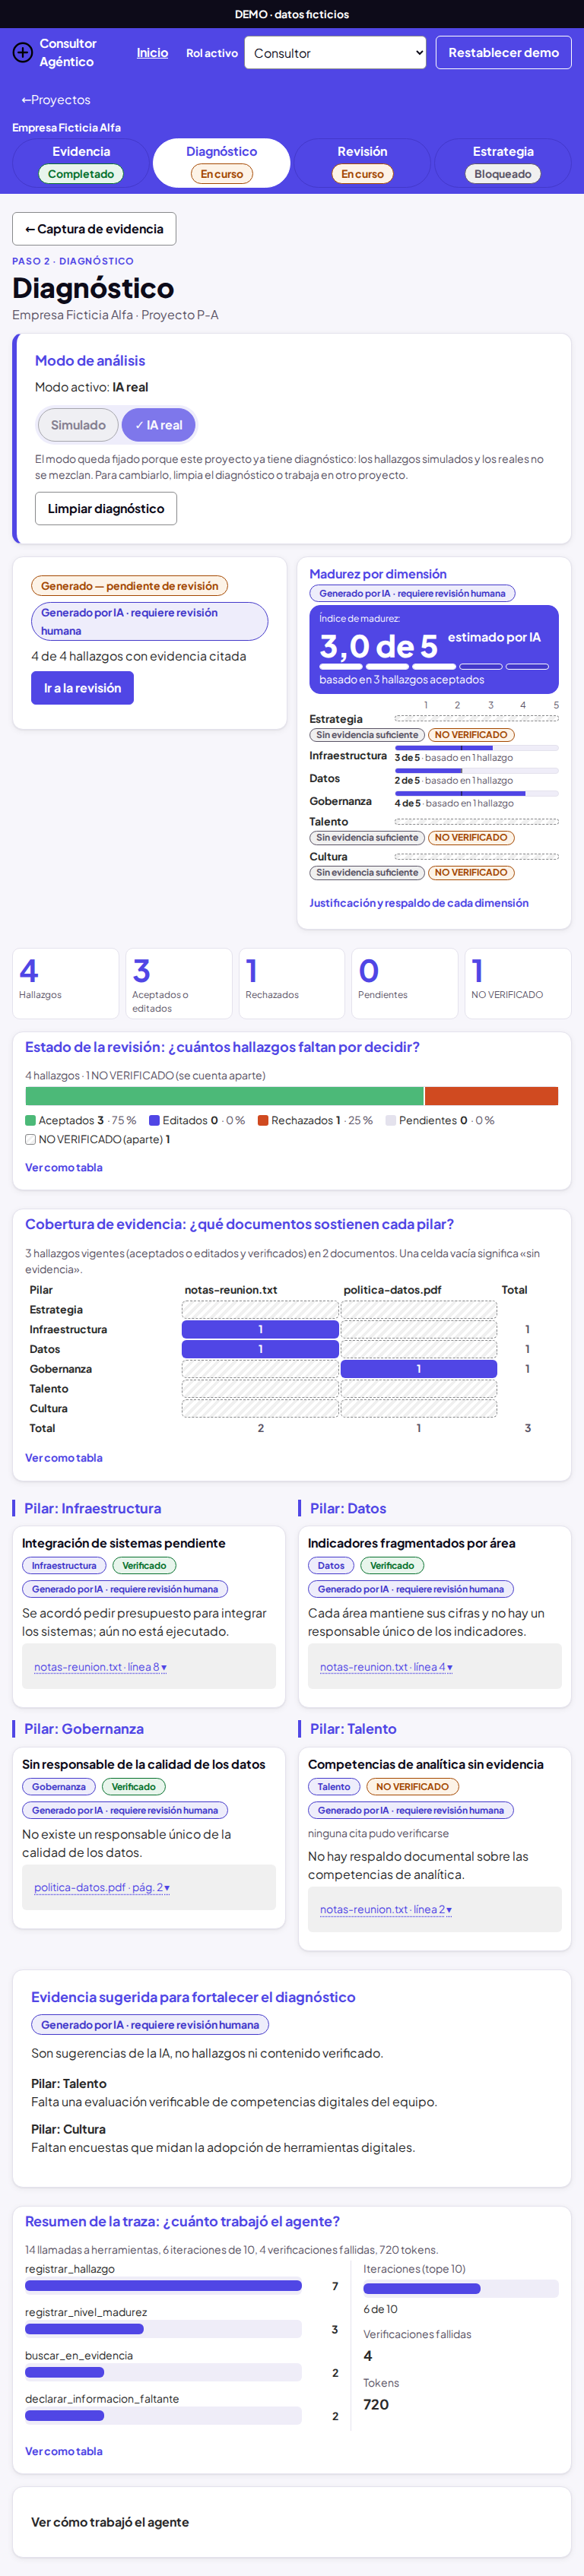 DEMO · datos ficticios
Consultor
Agéntico
Inicio
Rol activo
Consultor
Restablecer demo
←Proyectos
Empresa Ficticia Alfa
Evidencia
Completado
Diagnóstico
En curso
Revisión
En curso
Estrategia
Bloqueado
← Captura de evidencia
PASO 2 · DIAGNÓSTICO
Diagnóstico
Empresa Ficticia Alfa · Proyecto P-A
Modo de análisis
Modo activo: IA real
Simulado
✓ IA real
El modo queda fijado porque este proyecto ya tiene diagnóstico: los hallazgos simulados y los reales no
se mezclan. Para cambiarlo, limpia el diagnóstico o trabaja en otro proyecto.
Limpiar diagnóstico
Generado — pendiente de revisión
Generado por IA · requiere revisión
humana
4 de 4 hallazgos con evidencia citada
Ir a la revisión
Madurez por dimensión
Generado por IA · requiere revisión humana
Índice de madurez:
3,0 de 5 estimado por IA
basado en 3 hallazgos aceptados
1 2 3 4 5
Estrategia
Sin evidencia suficiente NO VERIFICADO
Infraestructura
3 de 5 · basado en 1 hallazgo
Datos
2 de 5 · basado en 1 hallazgo
Gobernanza
4 de 5 · basado en 1 hallazgo
Talento
Sin evidencia suficiente NO VERIFICADO
Cultura
Sin evidencia suficiente NO VERIFICADO
Justificación y respaldo de cada dimensión
4
Hallazgos
3
Aceptados o
editados
1
Rechazados
0
Pendientes
1
NO VERIFICADO
Estado de la revisión: ¿cuántos hallazgos faltan por decidir?
4 hallazgos · 1 NO VERIFICADO (se cuenta aparte)
Aceptados 3 · 75 % Editados 0 · 0 % Rechazados 1 · 25 % Pendientes 0 · 0 %
NO VERIFICADO (aparte) 1
Ver como tabla
Cobertura de evidencia: ¿qué documentos sostienen cada pilar?
3 hallazgos vigentes (aceptados o editados y verificados) en 2 documentos. Una celda vacía significa «sin
evidencia».
Pilar notas-reunion.txt politica-datos.pdf Total
Estrategia
Infraestructura 1 1
Datos 1 1
Gobernanza 1 1
Talento
Cultura
Total 2 1 3
Ver como tabla
Pilar: Infraestructura
Integración de sistemas pendiente
Infraestructura Verificado
Generado por IA · requiere revisión humana
Se acordó pedir presupuesto para integrar
los sistemas; aún no está ejecutado.
notas-reunion.txt · línea 8 ▾
Pilar: Datos
Indicadores fragmentados por área
Datos Verificado
Generado por IA · requiere revisión humana
Cada área mantiene sus cifras y no hay un
responsable único de los indicadores.
notas-reunion.txt · línea 4 ▾
Pilar: Gobernanza
Sin responsable de la calidad de los datos
Gobernanza Verificado
Generado por IA · requiere revisión humana
No existe un responsable único de la
calidad de los datos.
politica-datos.pdf · pág. 2 ▾
Pilar: Talento
Competencias de analítica sin evidencia
Talento NO VERIFICADO
Generado por IA · requiere revisión humana
ninguna cita pudo verificarse
No hay respaldo documental sobre las
competencias de analítica.
notas-reunion.txt · línea 2 ▾
Evidencia sugerida para fortalecer el diagnóstico
Generado por IA · requiere revisión humana
Son sugerencias de la IA, no hallazgos ni contenido verificado.
Pilar: Talento
Falta una evaluación verificable de competencias digitales del equipo.
Pilar: Cultura
Faltan encuestas que midan la adopción de herramientas digitales.
Resumen de la traza: ¿cuánto trabajó el agente?
14 llamadas a herramientas, 6 iteraciones de 10, 4 verificaciones fallidas, 720 tokens.
registrar_hallazgo
7
registrar_nivel_madurez
3
buscar_en_evidencia
2
declarar_informacion_faltante
2
Iteraciones (tope 10)
6 de 10
Verificaciones fallidas
4
Tokens
720
Ver como tabla
Ver cómo trabajó el agente